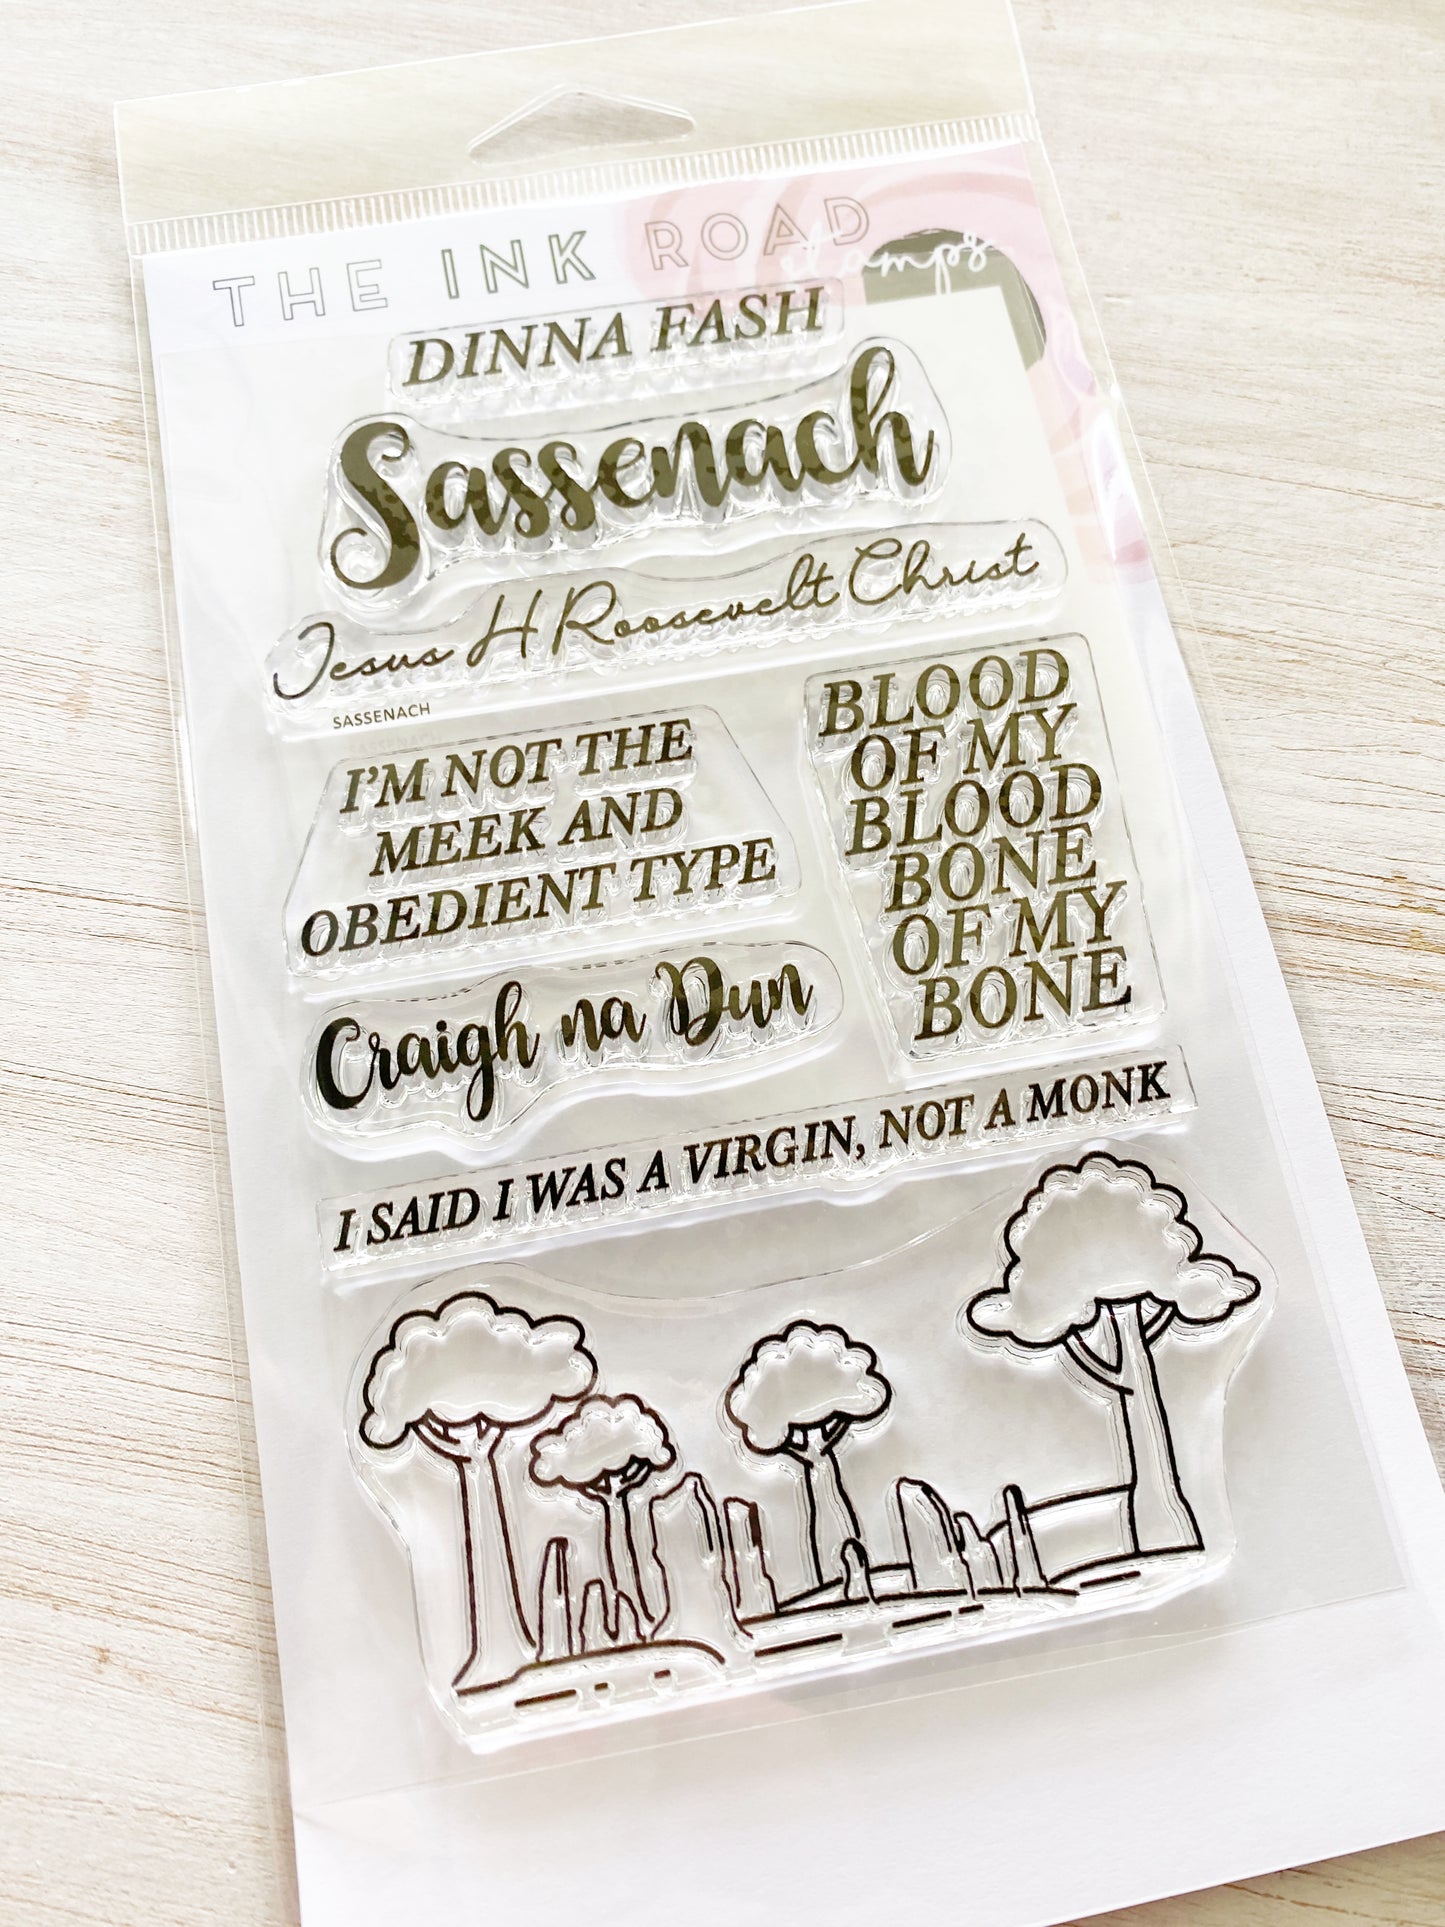 THE INK ROAD
stamps
DINNA FASH
Sassenach
Jesus H Roosevelt Christ
SASSENACH
I'M NOT THE
MEEK AND
OBEDIENT TYPE
BLOOD
OF MY
BLOOD
BONE
OF MY
BONE
Craigh na Dun
I SAID I WAS A VIRGIN, NOT A MONK